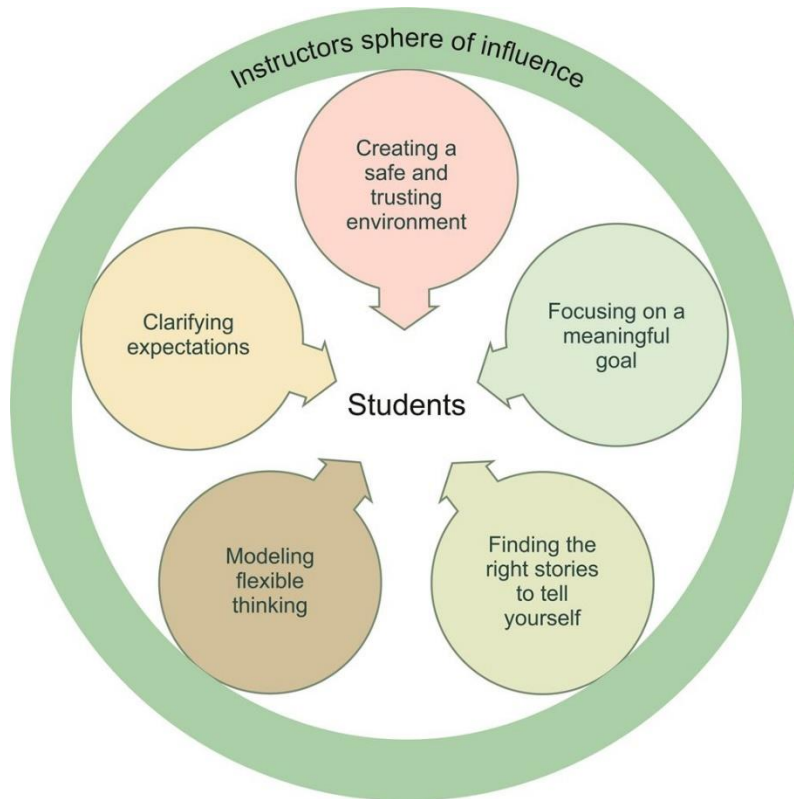 Instructors sphere of influence
Creating a
safe and
trusting
environment
Clarifying
expectations
Focusing on a
meaningful
goal
Students
Modeling
flexible
thinking
Finding the
right stories
to tell
yourself